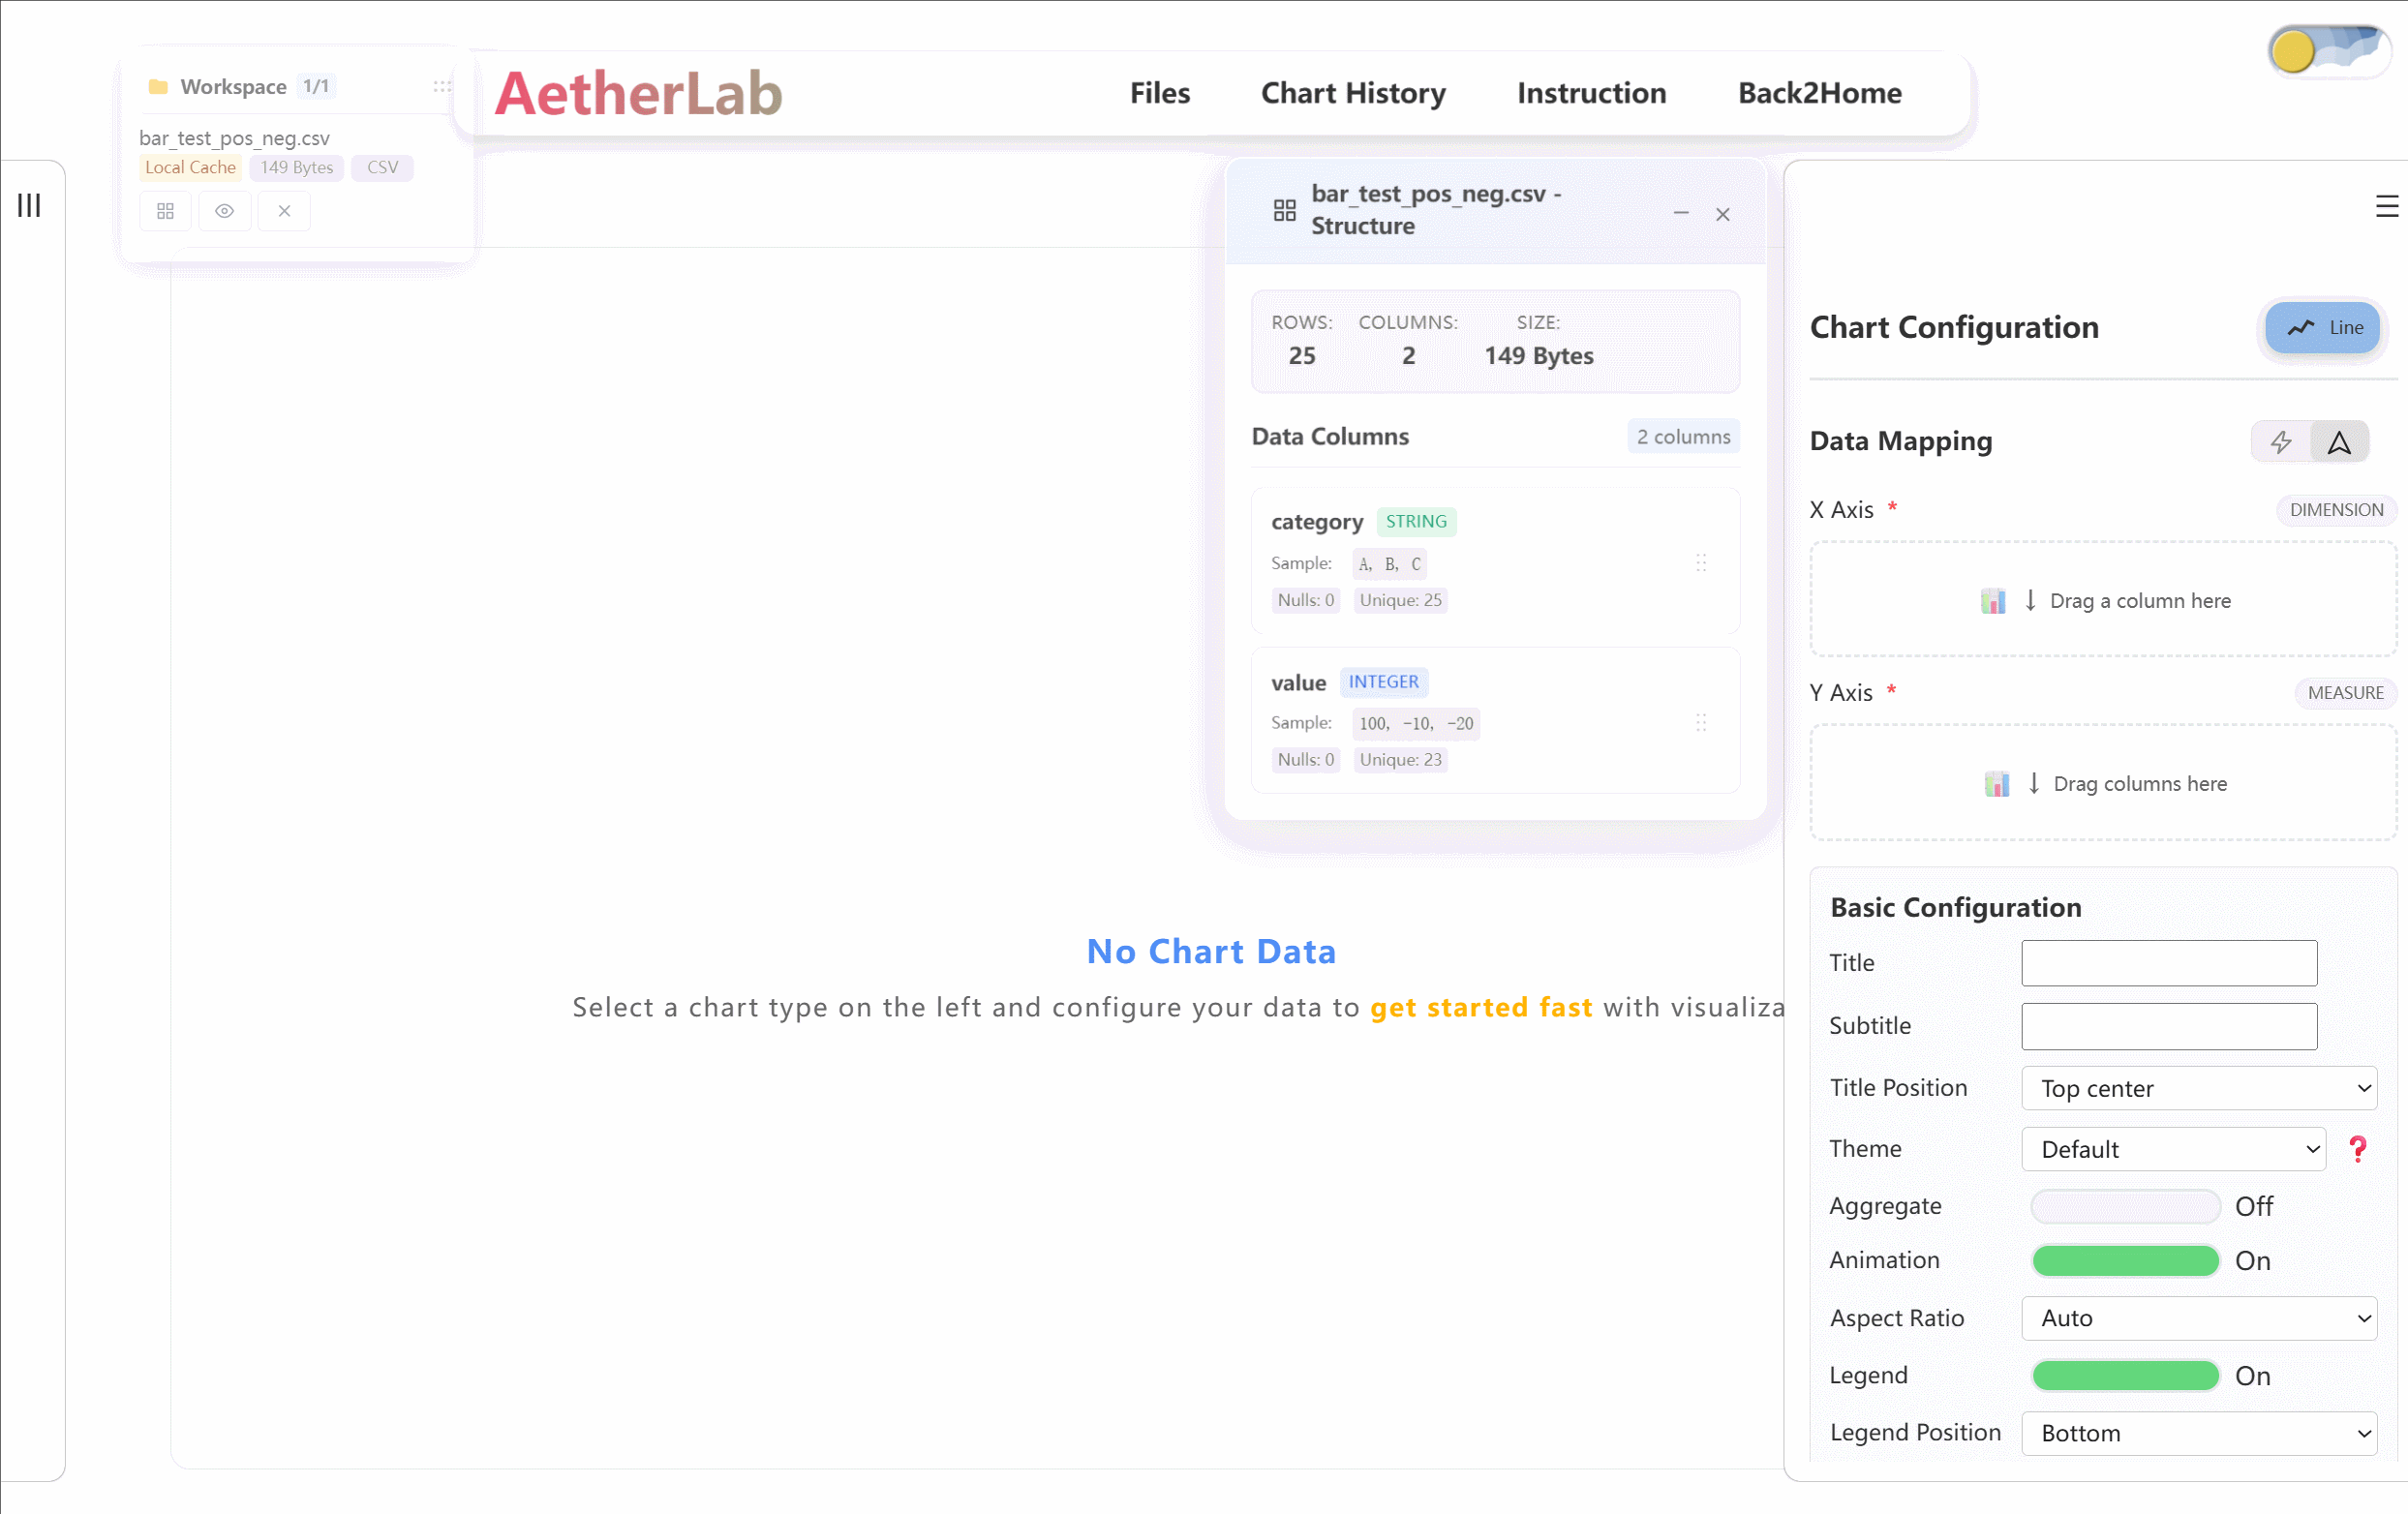 Workspace 1/1
bar_test_pos_neg.csv
Local Cache 149 Bytes CSV
AetherLab
Files Chart History Instruction Back2Home
bar_test_pos_neg.csv -
Structure
ROWS: COLUMNS: SIZE:
25 2 149 Bytes
Data Columns 2 columns
category STRING
Sample: A, B, C
Nulls: 0 Unique: 25
value INTEGER
Sample: 100, -10, -20
Nulls: 0 Unique: 23
No Chart Data
Select a chart type on the left and configure your data to get started fast with visualiza
Chart Configuration Line
Data Mapping
X Axis * DIMENSION
Drag a column here
Y Axis * MEASURE
Drag columns here
Basic Configuration
Title
Subtitle
Title Position Top center
Theme Default ?
Aggregate Off
Animation On
Aspect Ratio Auto
Legend On
Legend Position Bottom